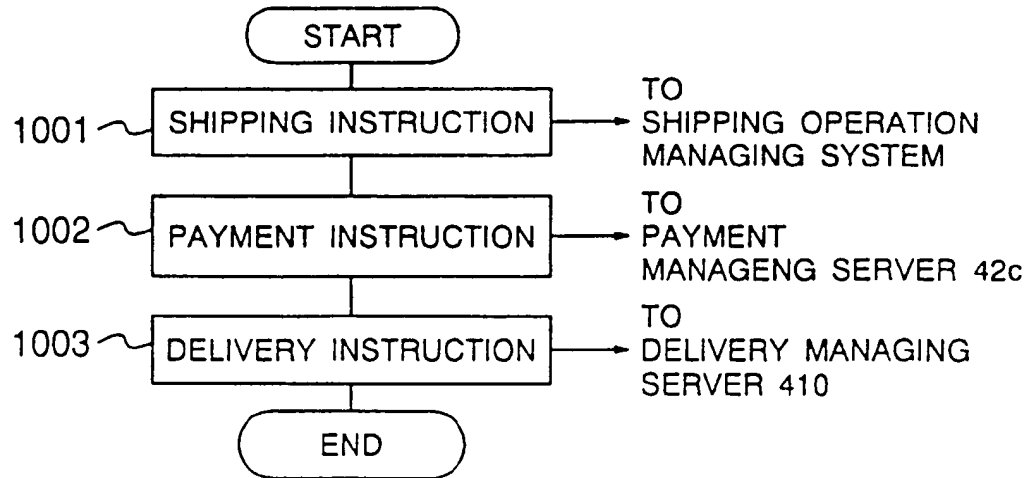 START
1001
SHIPPING INSTRUCTION
TO
SHIPPING OPERATION
MANAGING SYSTEM
1002
PAYMENT INSTRUCTION
TO
PAYMENT
MANAGENG SERVER 42c
1003
DELIVERY INSTRUCTION
TO
DELIVERY MANAGING
SERVER 410
END